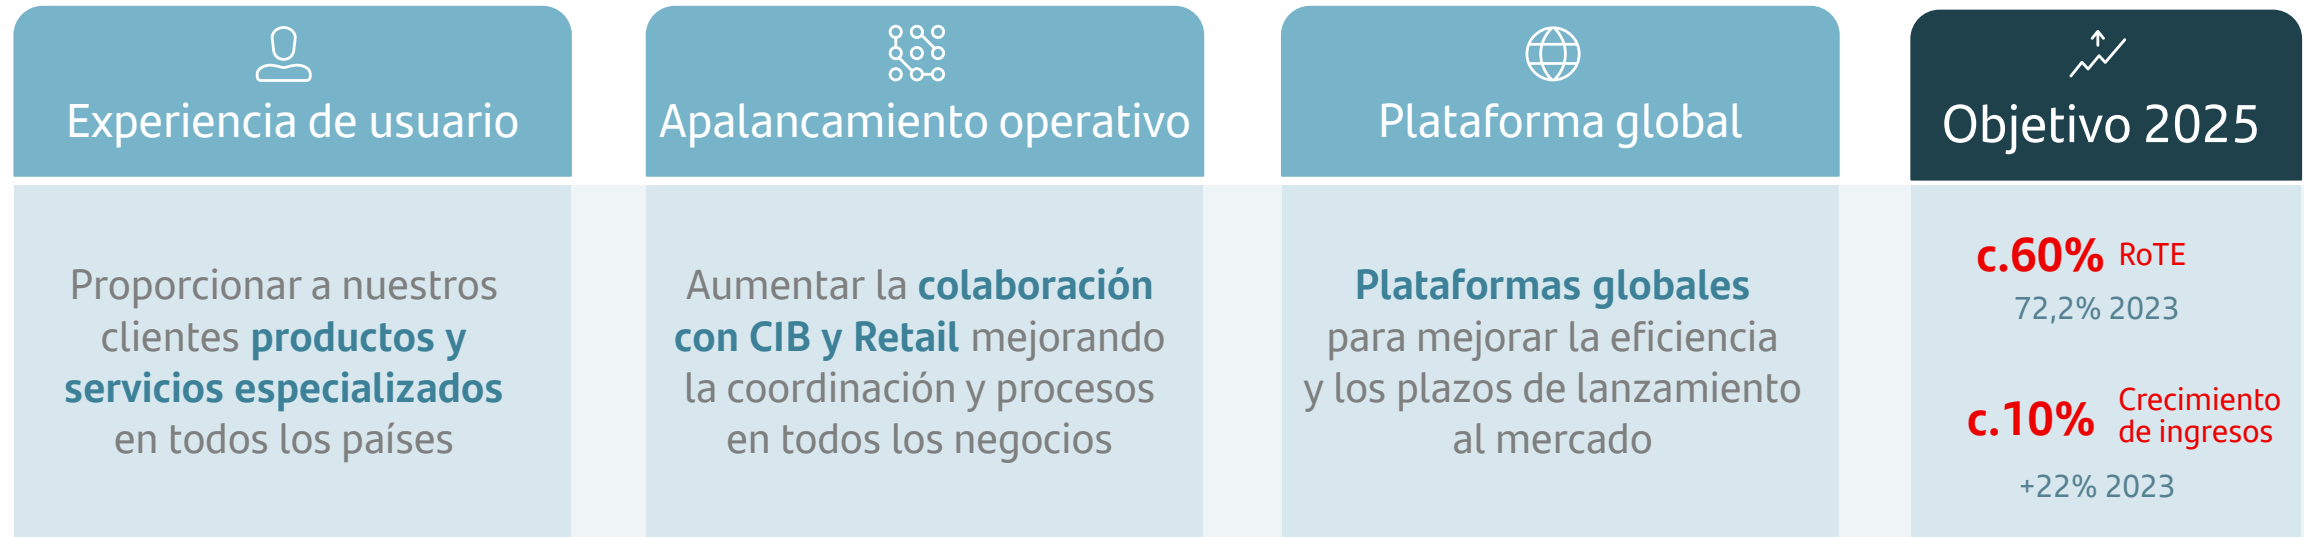 Experiencia de usuario
Proporcionar a nuestros
clientes productos y
servicios especializados
en todos los países
Apalancamiento operativo
Aumentar la colaboración
con CIB y Retail mejorando
la coordinación y procesos
en todos los negocios
Plataforma global
Plataformas globales
para mejorar la eficiencia
y los plazos de lanzamiento
al mercado
Objetivo 2025
c.60% RoTE
72,2% 2023
c.10% Crecimiento
de ingresos
+22% 2023